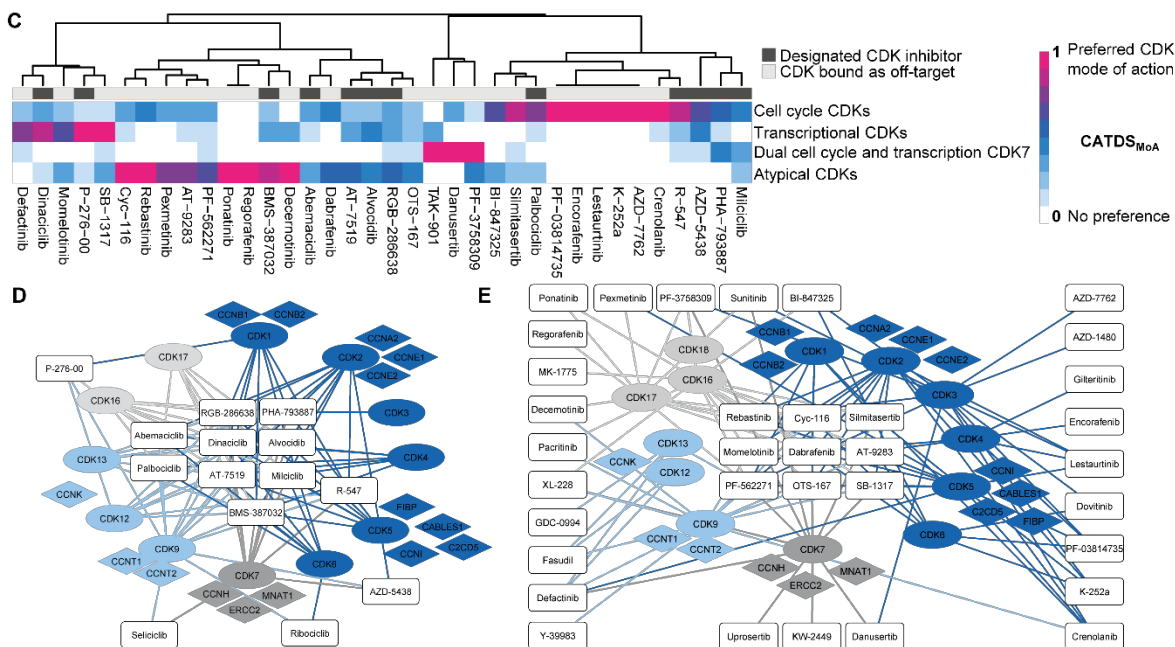 C
Designated CDK inhibitor
CDK bound as off-target
1 Preferred CDK
mode of action
CATDSMoA
0 No preference
Cell cycle CDKs
Transcriptional CDKs
Dual cell cycle and transcription CDK7
Atypical CDKs
Defactinib
Dinaciclib
Momelotinib
P-276-00
SB-1317
Cyc-116
Rebastinib
Pexmetinib
AT-9283
PF-562271
Ponatinib
Regorafenib
BMS-387032
Decernotinib
Abemaciclib
Dabrafenib
AT-7519
Alvocidib
RGB-286638
OTS-167
TAK-901
Danusertib
PF-3758309
BI-847325
Silmitasertib
Palbociclib
PF-03814735
Encorafenib
Lestaurtinib
K-252a
AZD-7762
Crenolanib
R-547
AZD-5438
PHA-793887
Milciclib
D
CCNB1
CCNB2
CDK1
CCNA2
CDK2
CCNE1
CCNE2
CDK17
P-276-00
CDK16
RGB-286638
PHA-793887
CDK3
Abemaciclib
Dinaciclib
Alvocidib
CDK13
Palbociclib
CDK4
AT-7519
Milciclib
R-547
CCNK
CDK12
BMS-387032
FIBP
CDK5
CABLES1
CDK9
CCNI
C2CD5
CCNT1
CCNT2
CDK7
CDK6
CCNH
MNAT1
ERCC2
AZD-5438
Seliciclib
Ribociclib
E
Ponatinib
Pexmetinib
PF-3758309
Sunitinib
BI-847325
AZD-7762
Regorafenib
CCNB1
CCNA2
CCNE1
AZD-1480
CDK18
CDK1
CDK2
CCNE2
MK-1775
CCNB2
CDK16
Gilteritinib
CDK17
CDK3
Decernotinib
Rebastinib
Cyc-116
Silmitasertib
Encorafenib
CDK13
CDK4
Pacritinib
Momelotinib
Dabrafenib
AT-9283
Lestaurtinib
CCNK
CDK12
CCNI
XL-228
PF-562271
OTS-167
SB-1317
CDK5
CABLES1
Dovitinib
C2CD5
FIBP
GDC-0994
CDK9
CDK6
CCNT1
CCNT2
CDK7
PF-03814735
Fasudil
CCNH
MNAT1
ERCC2
K-252a
Defactinib
Y-39983
Uprosertib
KW-2449
Danusertib
Crenolanib